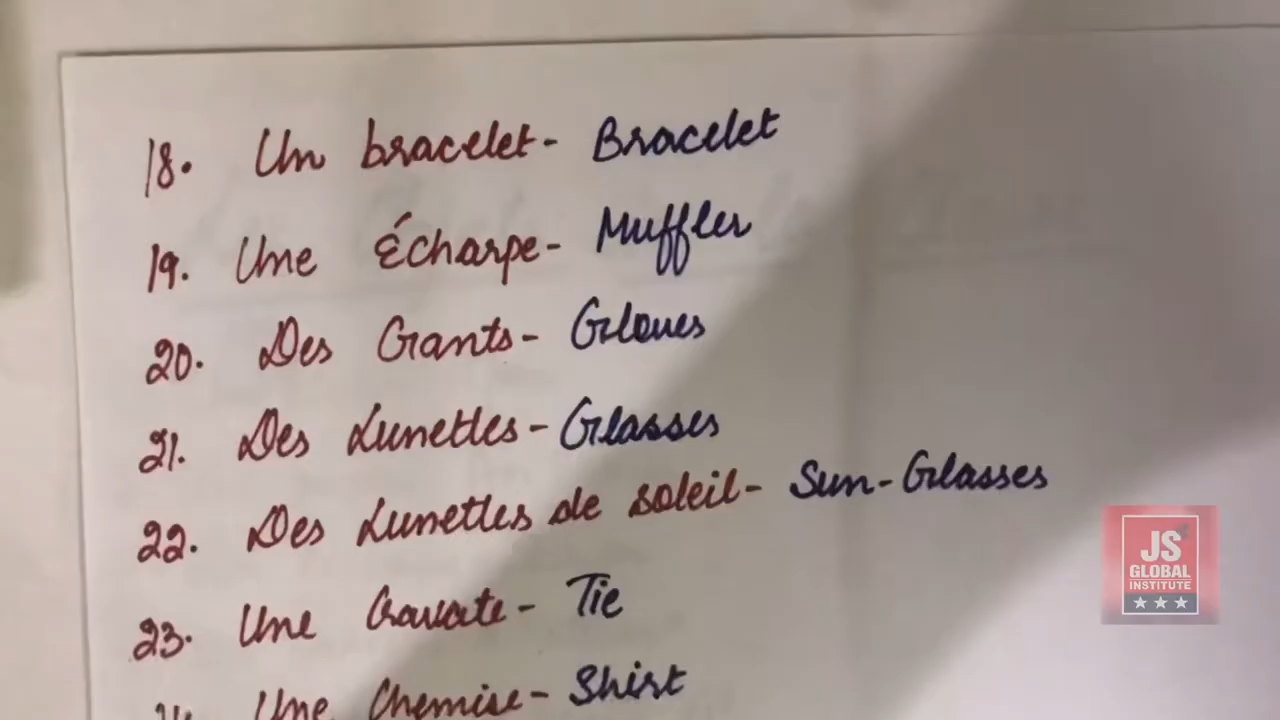 18. Un bracelet- Bracelet
19. Une Écharpe- Muffler
20. Des Gants- Gloves
21. Des Lunettes- Glasses
22. Des Lunettes de soleil- Sun-Glasses
23. Une Cravate- Tie
24. Une Chemise- Shirt
JS
GLOBAL
INSTITUTE